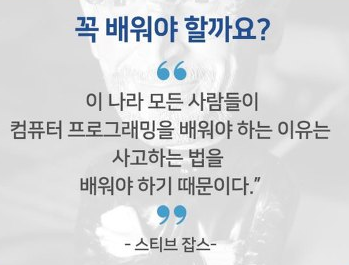 꼭 배워야 할까요?
“
이 나라 모든 사람들이
컴퓨터 프로그래밍을 배워야 하는 이유는
사고하는 법을
배워야 하기 때문이다.”
”
- 스티브 잡스-